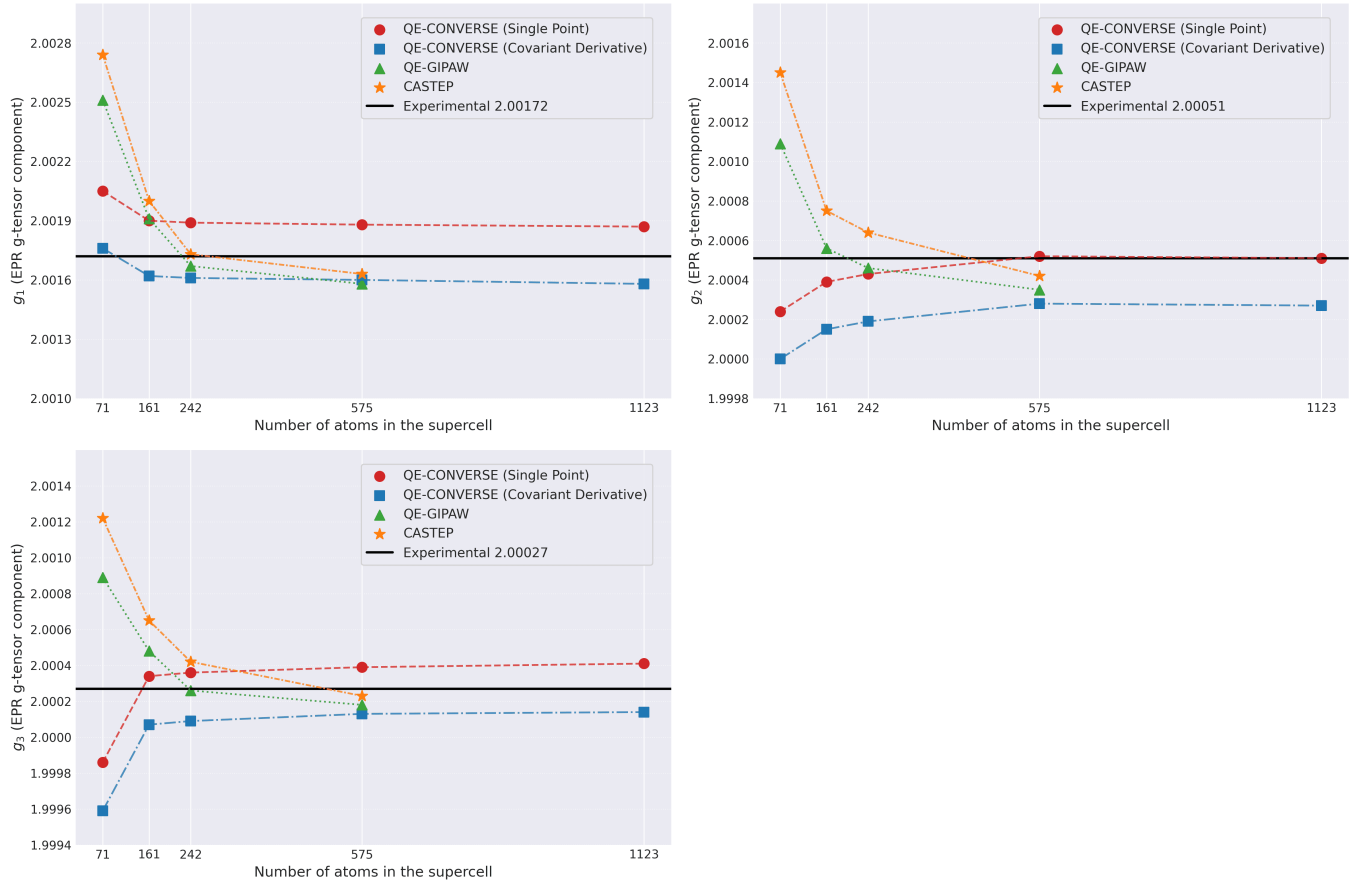 2.0028
2.0025
2.0022
2.0019
2.0016
2.0013
2.0010
g1 (EPR g-tensor component)
QE-CONVERSE (Single Point)
QE-CONVERSE (Covariant Derivative)
QE-GIPAW
CASTEP
Experimental 2.00172
71 161 242 575 1123
Number of atoms in the supercell
2.0016
2.0014
2.0012
2.0010
2.0008
2.0006
2.0004
2.0002
2.0000
1.9998
g2 (EPR g-tensor component)
QE-CONVERSE (Single Point)
QE-CONVERSE (Covariant Derivative)
QE-GIPAW
CASTEP
Experimental 2.00051
71 161 242 575 1123
Number of atoms in the supercell
2.0014
2.0012
2.0010
2.0008
2.0006
2.0004
2.0002
2.0000
1.9998
1.9996
1.9994
g3 (EPR g-tensor component)
QE-CONVERSE (Single Point)
QE-CONVERSE (Covariant Derivative)
QE-GIPAW
CASTEP
Experimental 2.00027
71 161 242 575 1123
Number of atoms in the supercell